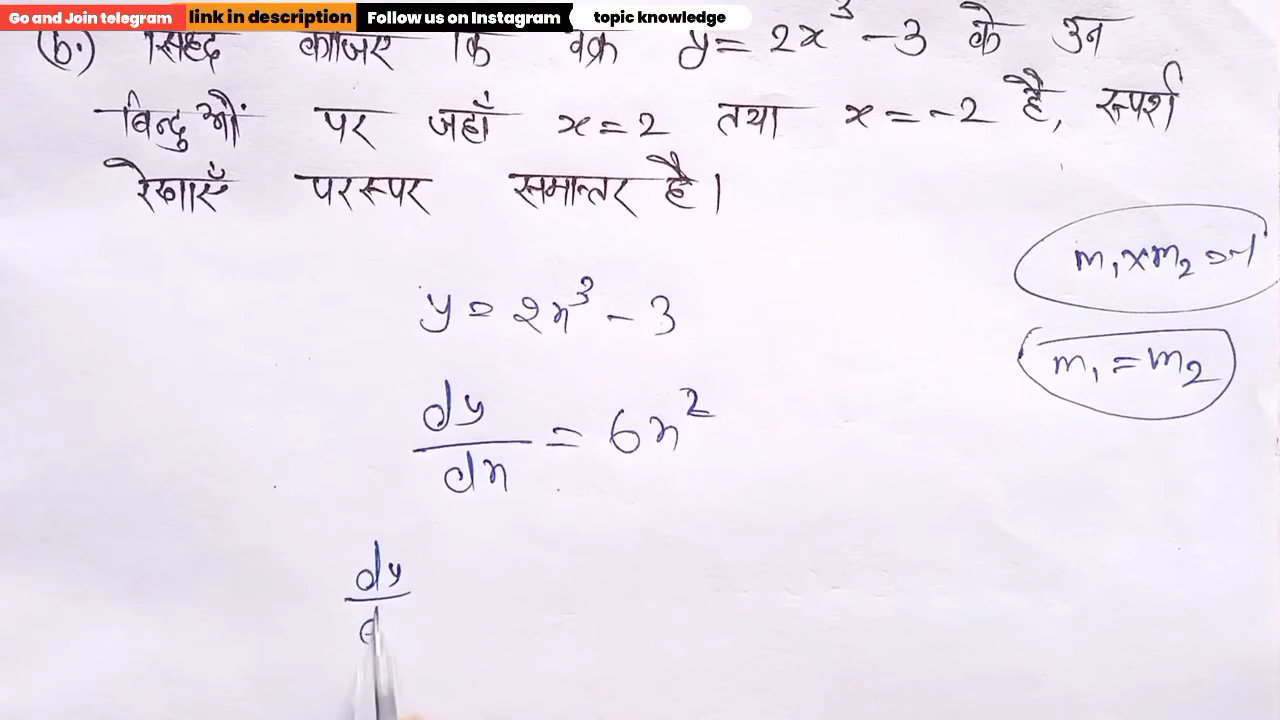 Go and Join telegram link in description Follow us on Instagram topic knowledge
(b.) सिद्ध कीजिए कि वक्र y = 2x³ - 3 के उन
बिन्दुओं पर जहाँ x = 2 तथा x = -2 है, स्पर्श
रेखाएँ परस्पर समान्तर है।
m₁ x m₂ = -1
y = 2x³ - 3
m₁ = m₂
dy/dx = 6x²
dy/d